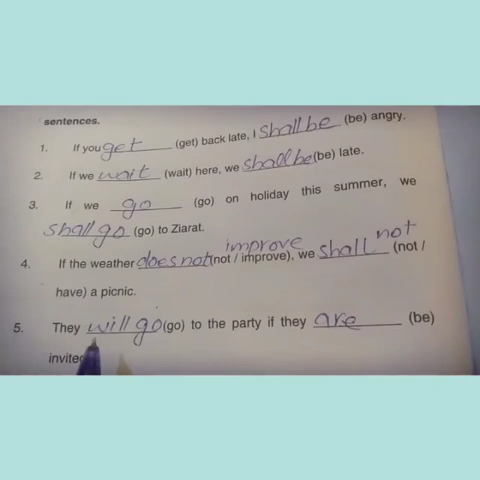 sentences.
1. If you get (get) back late, I shall be (be) angry.
2. If we wait (wait) here, we shall be (be) late.
3. If we go (go) on holiday this summer, we
shall go (go) to Ziarat.
improve not
4. If the weather does not (not / improve), we shall (not /
have) a picnic.
5. They will go (go) to the party if they are (be)
invited